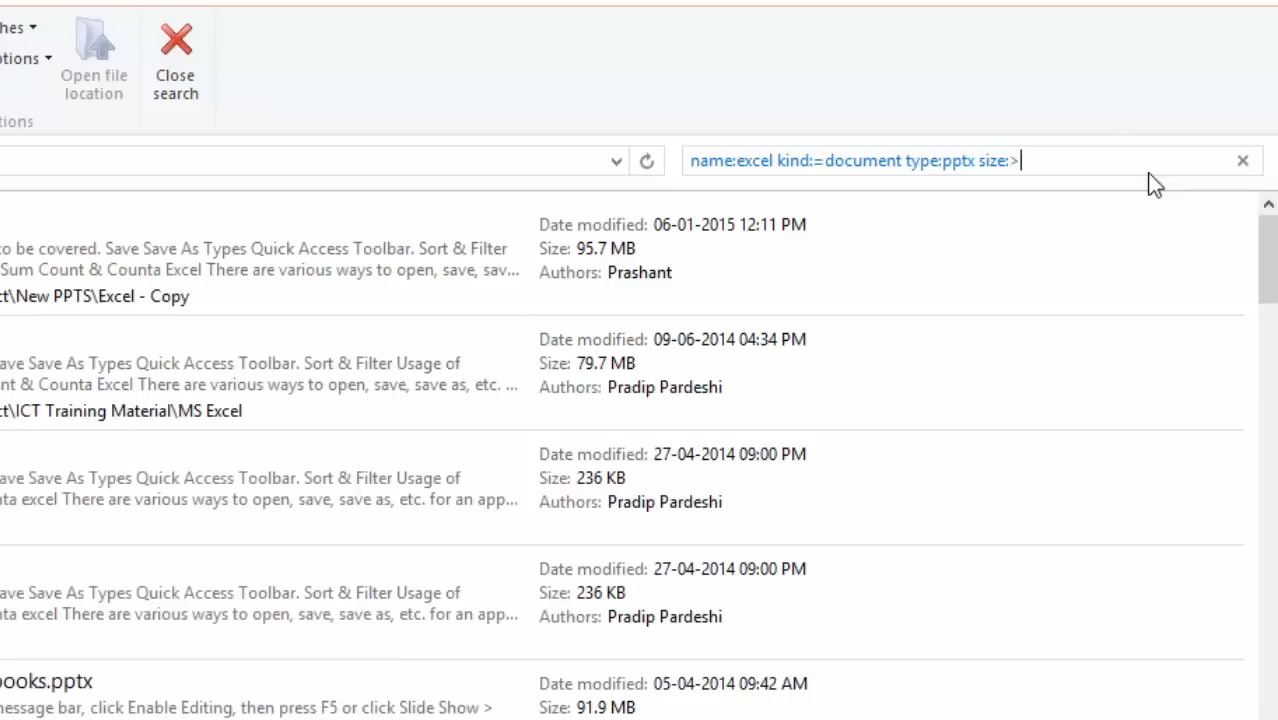 hes
Open file location
Close search
ptions
tions
name:excel kind:=document type:pptx size:>
Date modified: 06-01-2015 12:11 PM
to be covered. Save Save As Types Quick Access Toolbar. Sort & Filter
Size: 95.7 MB
Sum Count & Counta Excel There are various ways to open, save, sav...
Authors: Prashant
ct\New PPTS\Excel - Copy
Date modified: 09-06-2014 04:34 PM
ave Save As Types Quick Access Toolbar. Sort & Filter Usage of
Size: 79.7 MB
nt & Counta Excel There are various ways to open, save, save as, etc. ...
Authors: Pradip Pardeshi
ct\ICT Training Material\MS Excel
Date modified: 27-04-2014 09:00 PM
ave Save As Types Quick Access Toolbar. Sort & Filter Usage of
Size: 236 KB
nta excel There are various ways to open, save, save as, etc. for an app...
Authors: Pradip Pardeshi
Date modified: 27-04-2014 09:00 PM
ave Save As Types Quick Access Toolbar. Sort & Filter Usage of
Size: 236 KB
nta excel There are various ways to open, save, save as, etc. for an app...
Authors: Pradip Pardeshi
books.pptx
Date modified: 05-04-2014 09:42 AM
message bar, click Enable Editing, then press F5 or click Slide Show >
Size: 91.9 MB